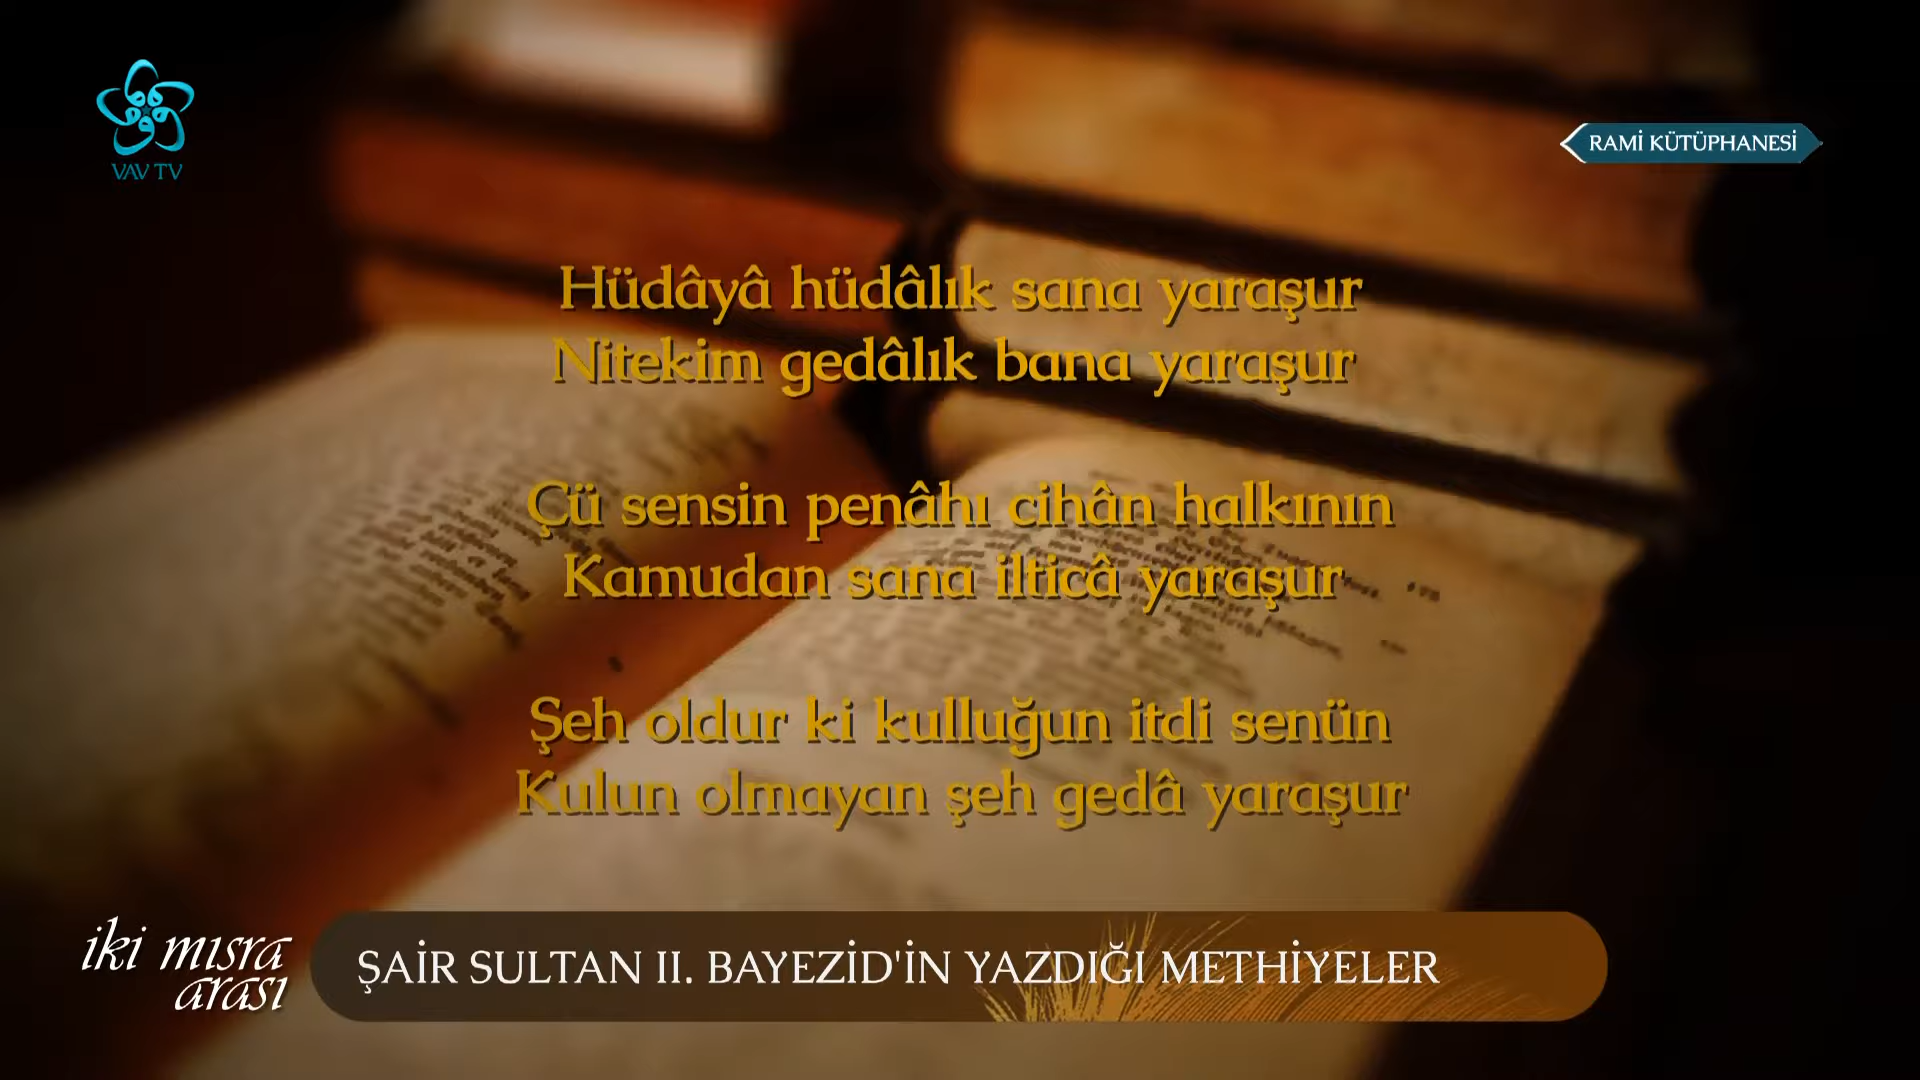 VAV TV
RAMİ KÜTÜPHANESİ
Hüdâyâ hüdâlık sana yaraşur
Nitekim gedâlık bana yaraşur
Çü sensin penâhı cihân halkının
Kamudan sana ilticâ yaraşur
Şeh oldur ki kulluğun itdi senün
Kulun olmayan şeh gedâ yaraşur
iki mısra
arası
ŞAİR SULTAN II. BAYEZİD'İN YAZDIĞI METHİYELER